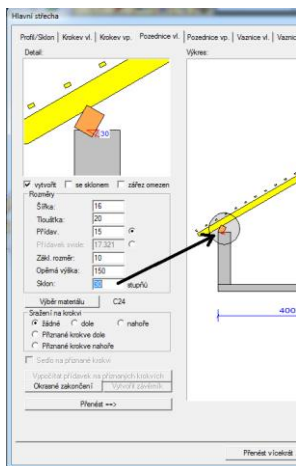 Hlavní střecha
Profil/Sklon Krokev vl. Krokev vp. Pozednice vl. Pozednice vp. Vaznice vl.
Detail: Výkres:
30
vytvořit se sklonem zářez omezen
Rozměry
Šířka: 16
Tloušťka: 20
Přídav. 15
Přídavek svisle: 17.321
Zákl. rozměr: 10
Opěrná výška: 150
Sklon: 30 stupňů
400
Výběr materiálu C24
Sražení na krokvi
žádné dole nahoře
Přiznané krokve dole
Přiznané krokve nahoře
Sedlo na přiznané krokvi
Vypočítat přídavek na přiznaných krokvích
Okrasné zakončení Vytvořit závěrník
Přenést ==>
Přenést vícekrát